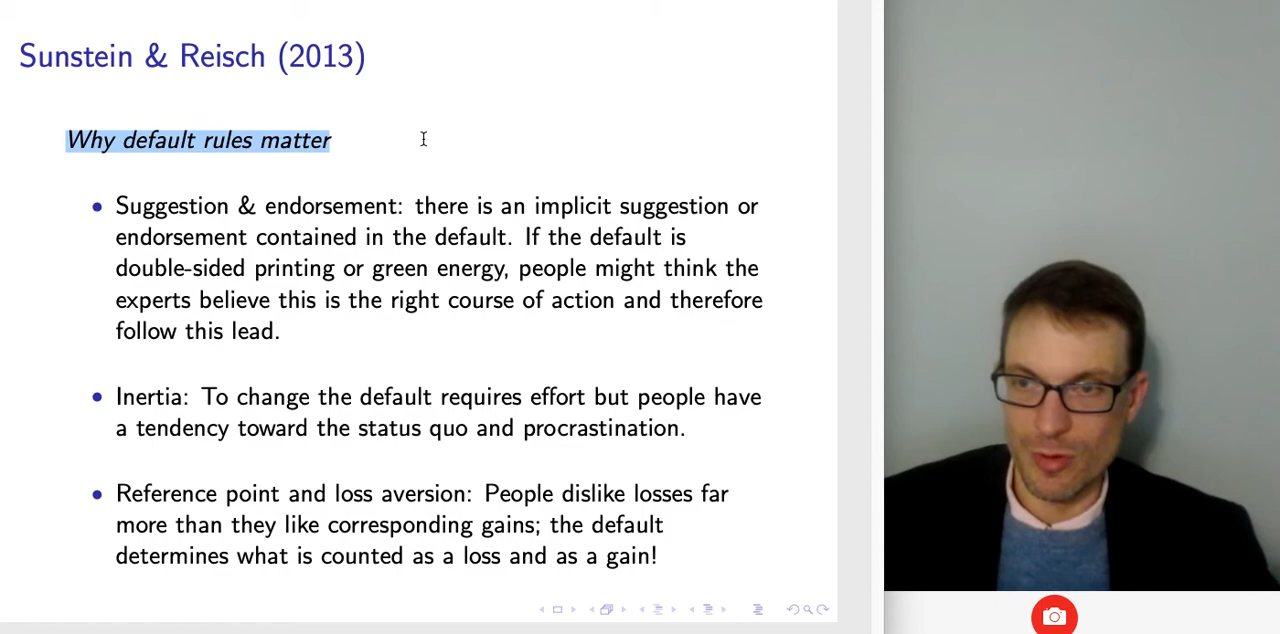 Sunstein & Reisch (2013)
Why default rules matter
• Suggestion & endorsement: there is an implicit suggestion or
endorsement contained in the default. If the default is
double-sided printing or green energy, people might think the
experts believe this is the right course of action and therefore
follow this lead.
• Inertia: To change the default requires effort but people have
a tendency toward the status quo and procrastination.
• Reference point and loss aversion: People dislike losses far
more than they like corresponding gains; the default
determines what is counted as a loss and as a gain!